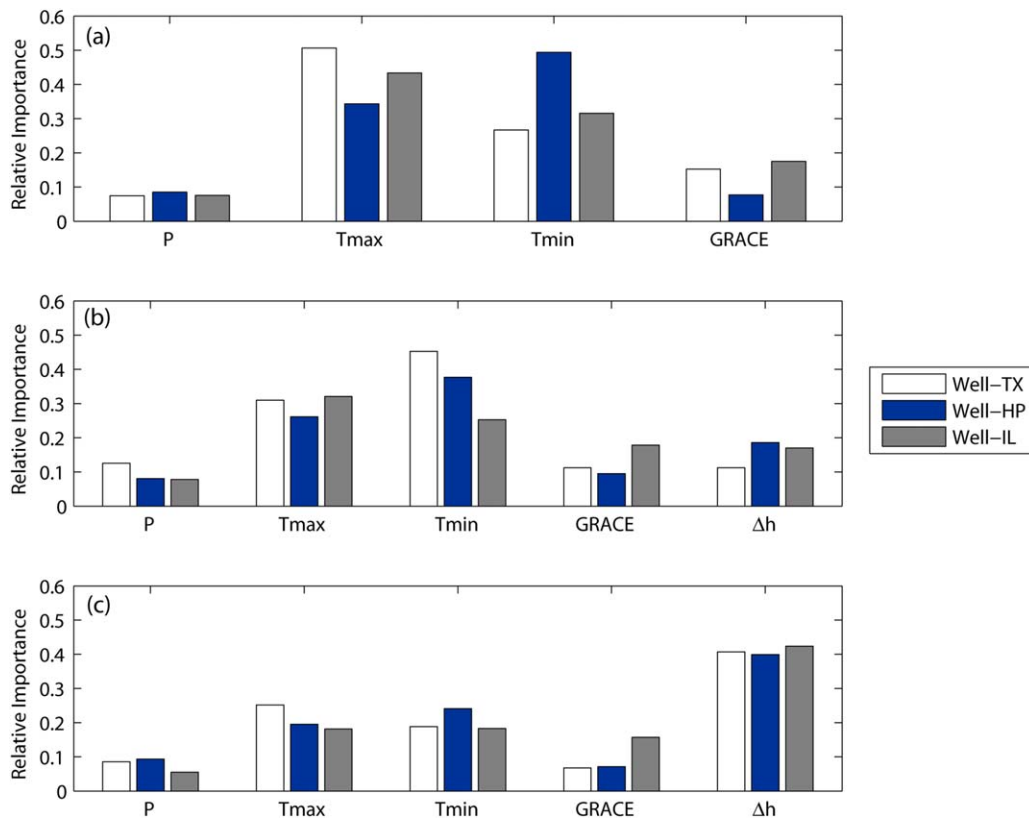 (a)
Relative Importance
0.6
0.5
0.4
0.3
0.2
0.1
0
P Tmax Tmin GRACE
(b)
Relative Importance
0.6
0.5
0.4
0.3
0.2
0.1
0
P Tmax Tmin GRACE Δh
Well−TX
Well−HP
Well−IL
(c)
Relative Importance
0.6
0.5
0.4
0.3
0.2
0.1
0
P Tmax Tmin GRACE Δh